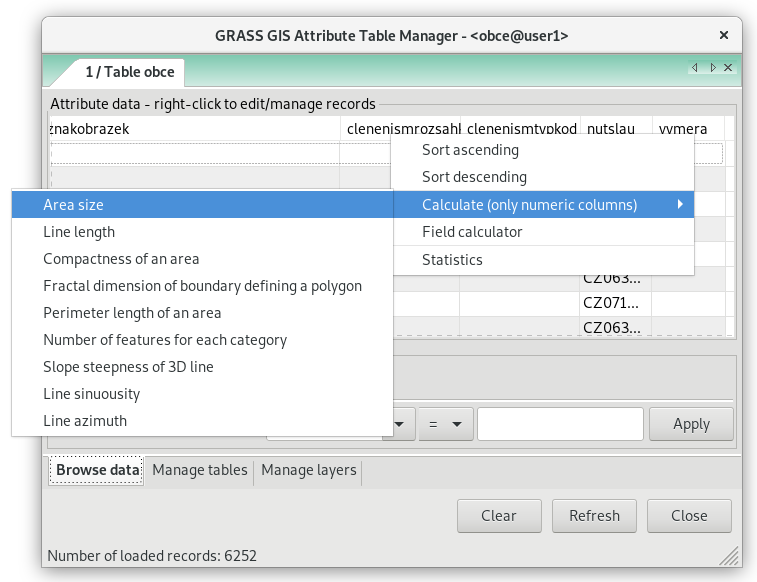 GRASS GIS Attribute Table Manager - <obce@user1>
1 / Table obce
Attribute data - right-click to edit/manage records
znakobrazek clenenismrozsahl clenenismtypkod nutslau vymera
Sort ascending
Sort descending
Calculate (only numeric columns)
Field calculator
Statistics
Area size
Line length
Compactness of an area
Fractal dimension of boundary defining a polygon
Perimeter length of an area
Number of features for each category
Slope steepness of 3D line
Line sinuousity
Line azimuth
CZ063...
CZ071...
CZ063...
=
Apply
Browse data Manage tables Manage layers
Clear Refresh Close
Number of loaded records: 6252